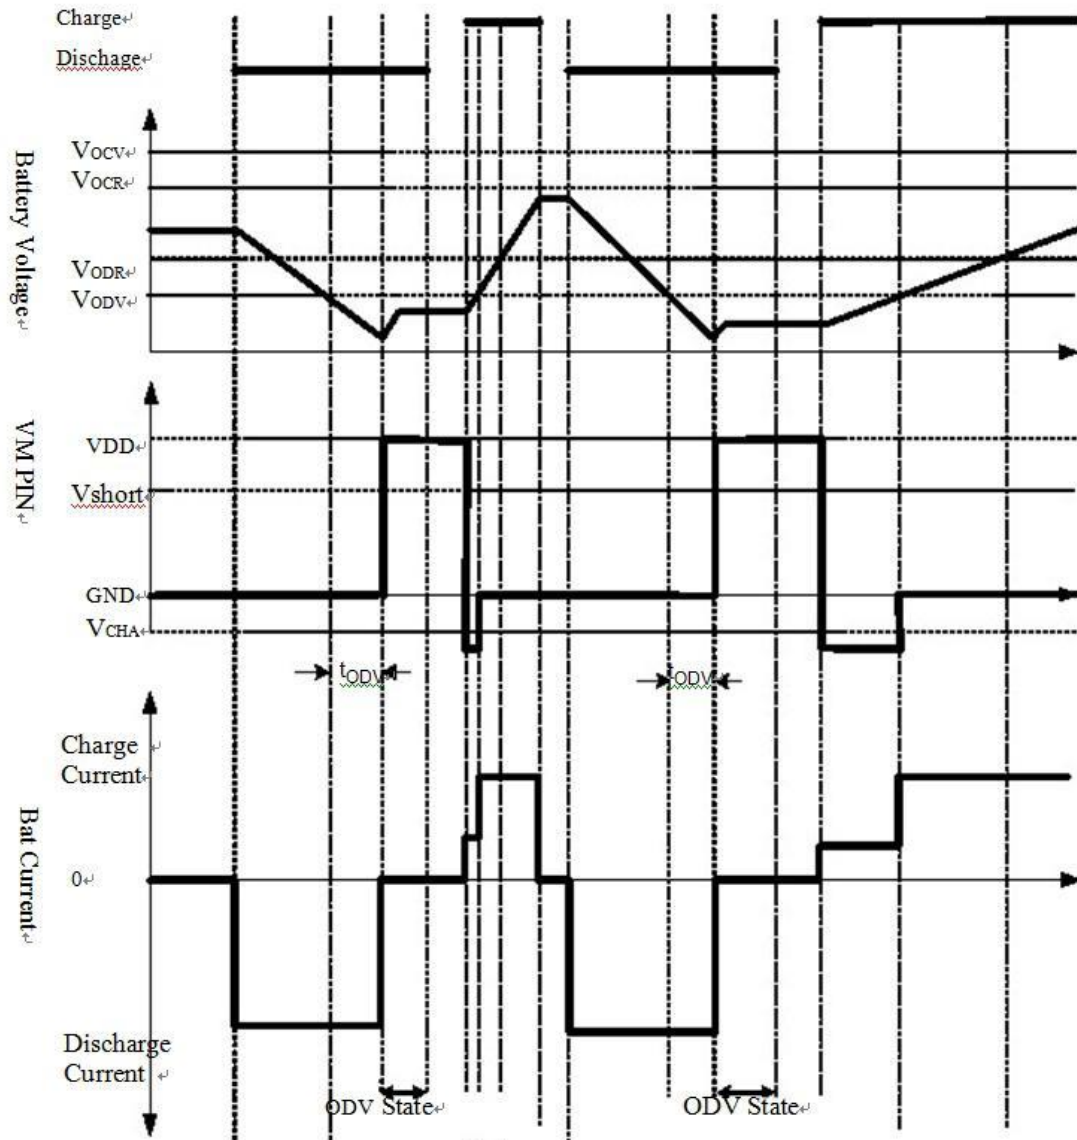 Charge
Dischage
Battery Voltage
VOCV
VOCR
VODR
VODV
VM PIN
VDD
Vshort
GND
VCHA
tODV
tODV
Bat Current
Charge
Current
0
Discharge
Current
ODV State
ODV State